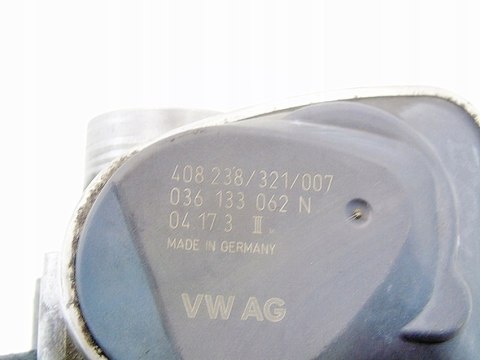 408 238/321/007
036 133 062 N
04.17 3 II
MADE IN GERMANY
VW AG